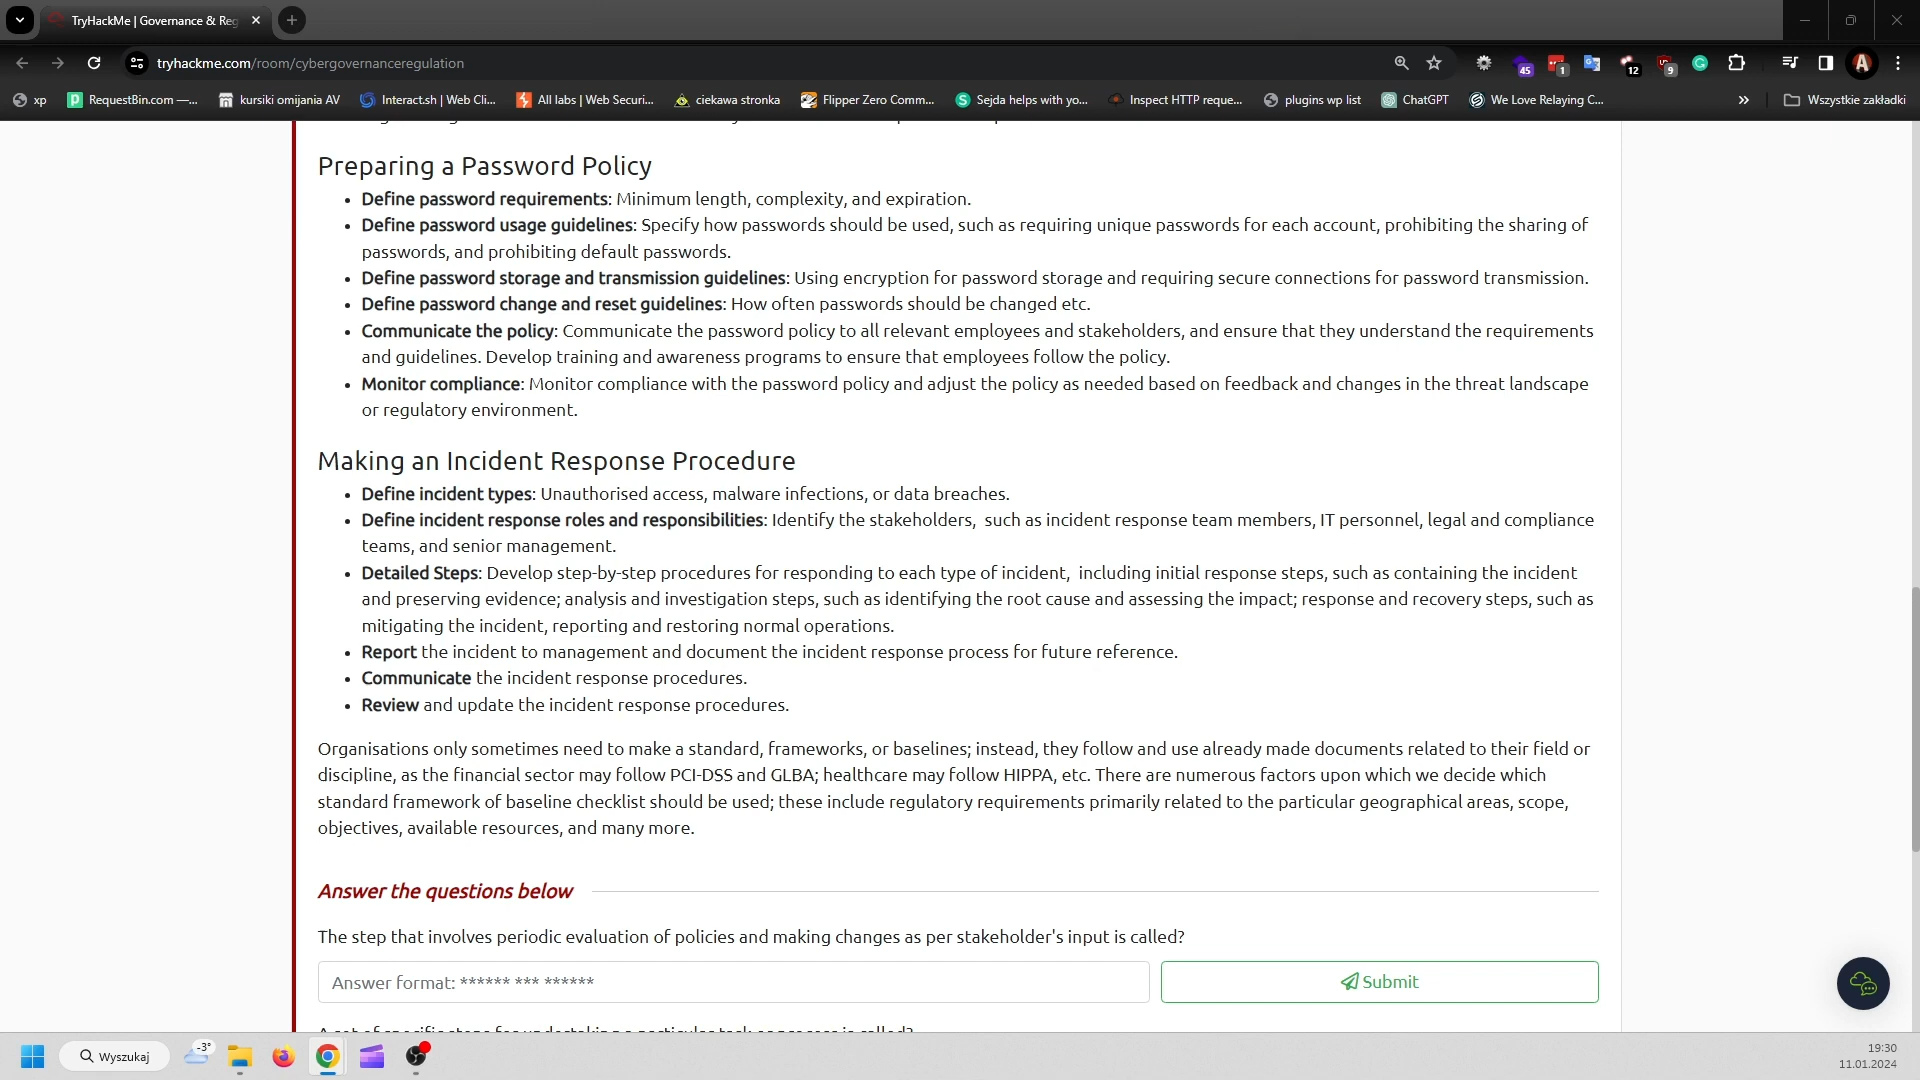 TryHackMe | Governance & Reg
tryhackme.com/room/cybergovernanceregulation
45
1
12
9
A
xp
RequestBin.com —...
kursiki omijania AV
Interact.sh | Web Cli...
All labs | Web Securi...
ciekawa stronka
Flipper Zero Comm...
Sejda helps with yo...
Inspect HTTP reque...
plugins wp list
ChatGPT
We Love Relaying C...
»
Wszystkie zakładki
Preparing a Password Policy
• Define password requirements: Minimum length, complexity, and expiration.
• Define password usage guidelines: Specify how passwords should be used, such as requiring unique passwords for each account, prohibiting the sharing of
passwords, and prohibiting default passwords.
• Define password storage and transmission guidelines: Using encryption for password storage and requiring secure connections for password transmission.
• Define password change and reset guidelines: How often passwords should be changed etc.
• Communicate the policy: Communicate the password policy to all relevant employees and stakeholders, and ensure that they understand the requirements
and guidelines. Develop training and awareness programs to ensure that employees follow the policy.
• Monitor compliance: Monitor compliance with the password policy and adjust the policy as needed based on feedback and changes in the threat landscape
or regulatory environment.
Making an Incident Response Procedure
• Define incident types: Unauthorised access, malware infections, or data breaches.
• Define incident response roles and responsibilities: Identify the stakeholders,  such as incident response team members, IT personnel, legal and compliance
teams, and senior management.
• Detailed Steps: Develop step-by-step procedures for responding to each type of incident,  including initial response steps, such as containing the incident
and preserving evidence; analysis and investigation steps, such as identifying the root cause and assessing the impact; response and recovery steps, such as
mitigating the incident, reporting and restoring normal operations.
• Report the incident to management and document the incident response process for future reference.
• Communicate the incident response procedures.
• Review and update the incident response procedures.
Organisations only sometimes need to make a standard, frameworks, or baselines; instead, they follow and use already made documents related to their field or
discipline, as the financial sector may follow PCI-DSS and GLBA; healthcare may follow HIPPA, etc. There are numerous factors upon which we decide which
standard framework of baseline checklist should be used; these include regulatory requirements primarily related to the particular geographical areas, scope,
objectives, available resources, and many more.
Answer the questions below
The step that involves periodic evaluation of policies and making changes as per stakeholder's input is called?
Answer format: ****** *** ******
Submit
A set of specific steps for undertaking a particular task or process is called?
Wyszukaj
-3°
19:30
11.01.2024